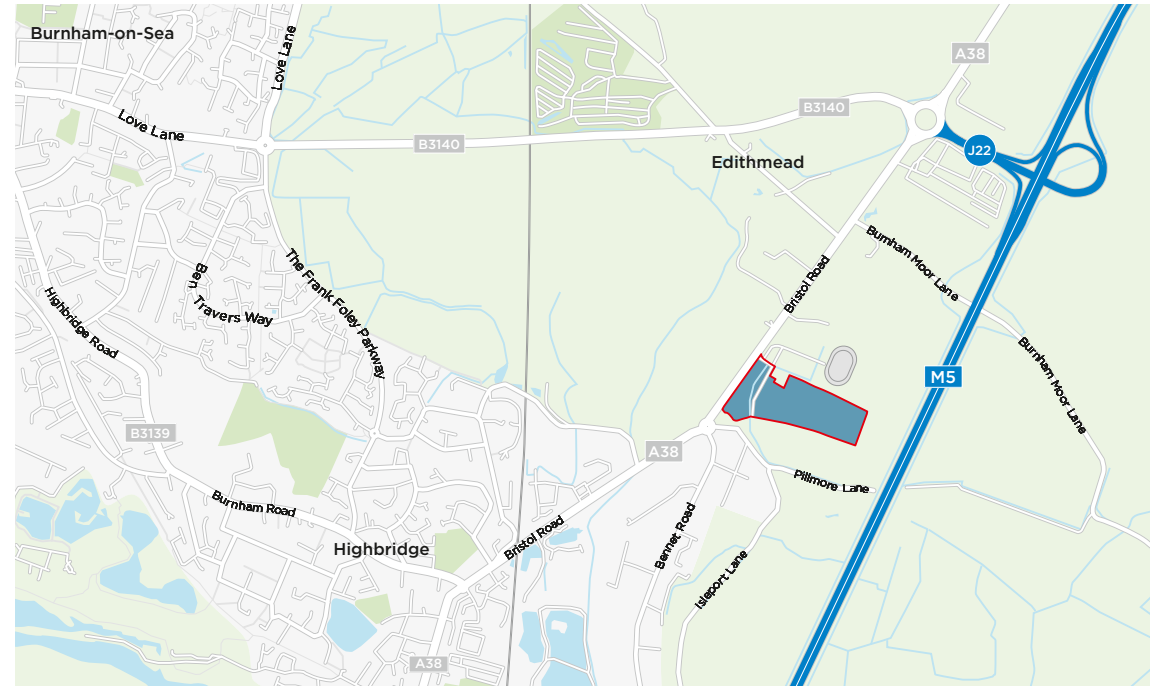 Burnham-on-Sea
Love Lane
A38
Love Lane
B3140
B3140
J22
Edithmead
Burnham Moor Lane
The Frank Foley Parkway
Ben
Travers Way
Bristol Road
Highbridge Road
Burnham Moor Lane
M5
B3139
A38
Pillmore Lane
Burnham Road
Bristol Road
Bennet Road
Highbridge
Isleport Lane
A38